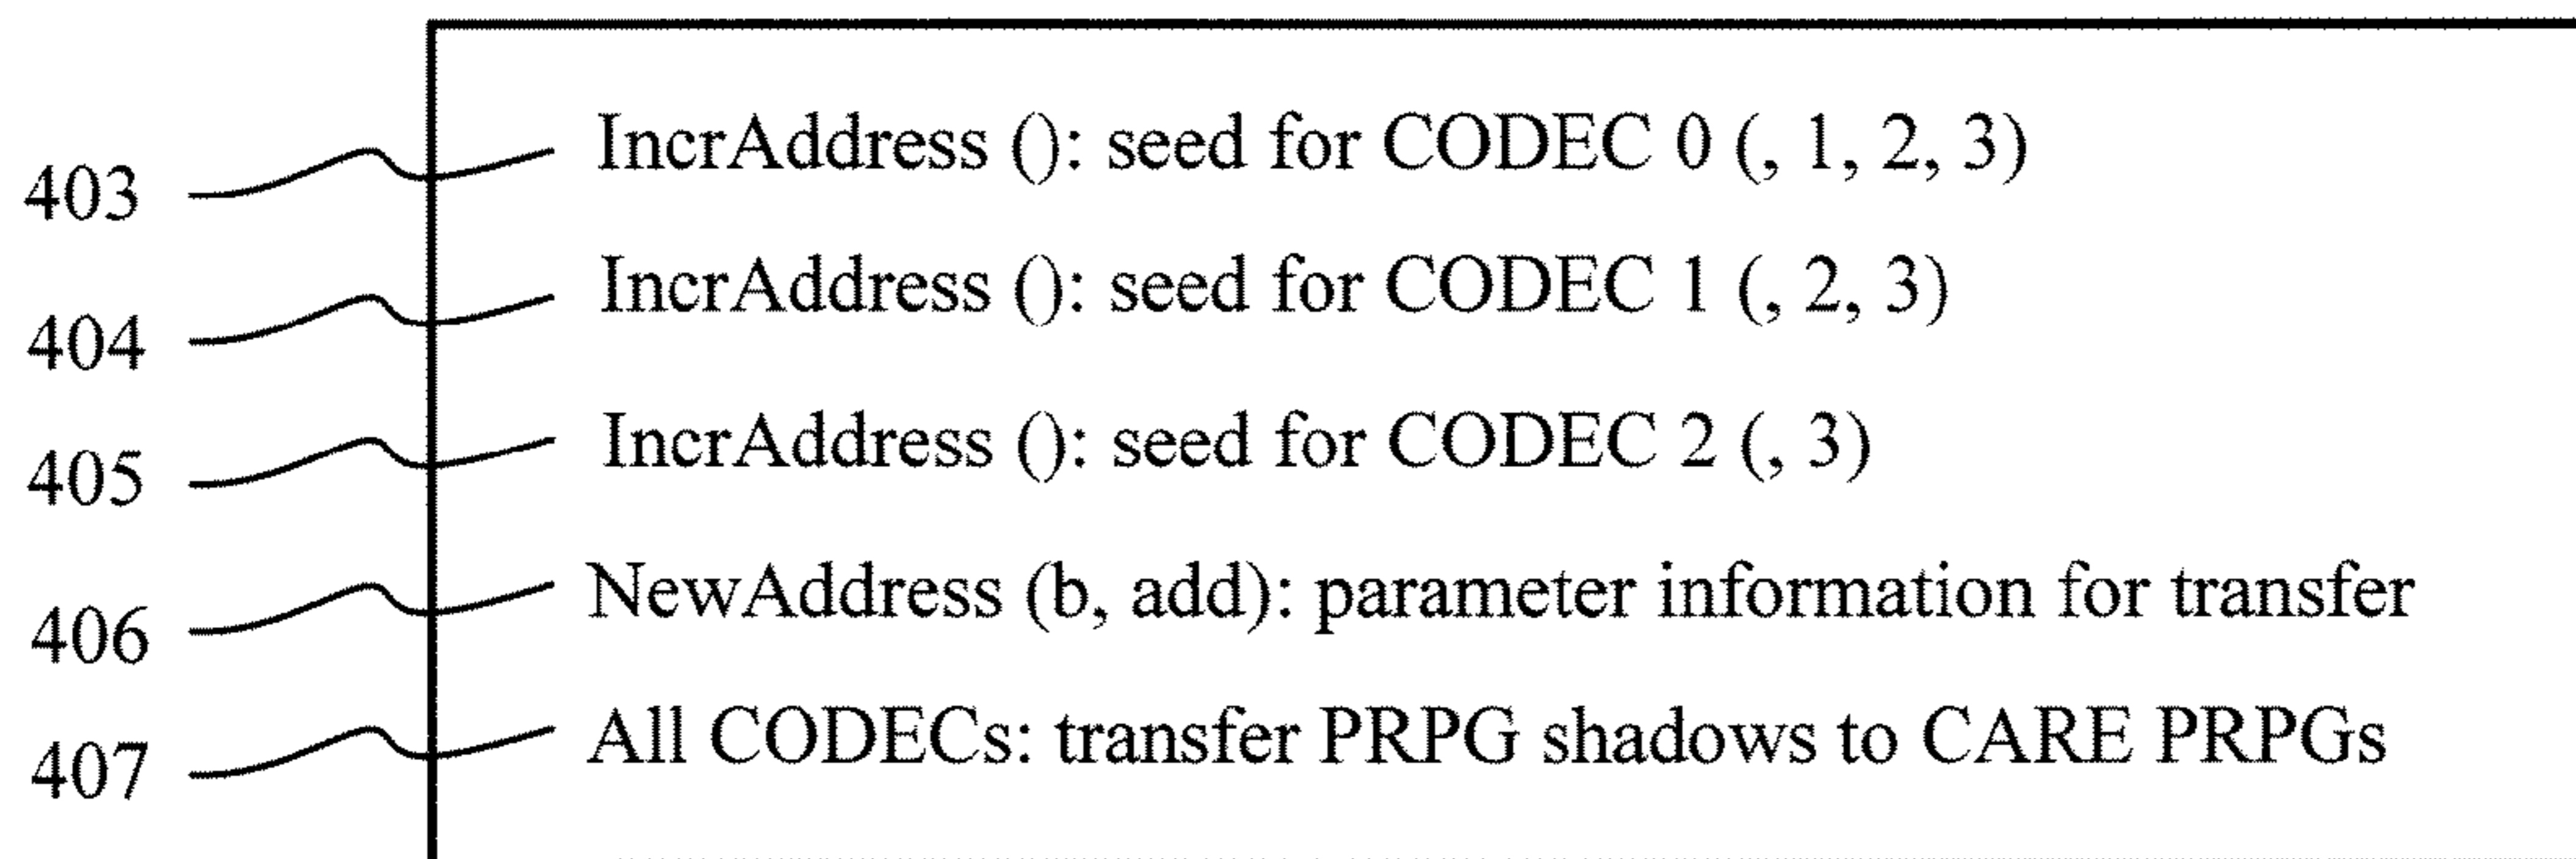 403 IncrAddress (): seed for CODEC 0 (, 1, 2, 3)
404 IncrAddress (): seed for CODEC 1 (, 2, 3)
405 IncrAddress (): seed for CODEC 2 (, 3)
406 NewAddress (b, add): parameter information for transfer
407 All CODECs: transfer PRPG shadows to CARE PRPGs